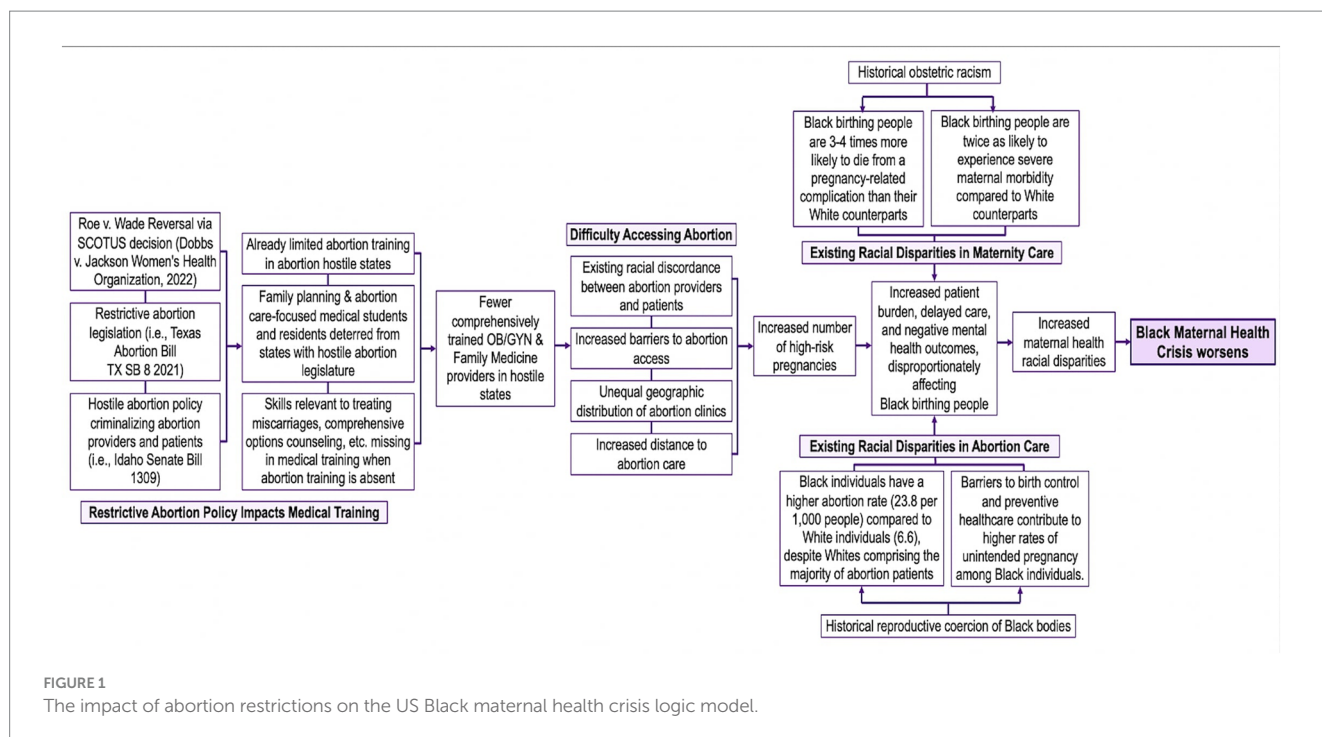 Roe v. Wade Reversal via
SCOTUS decision (Dobbs
v. Jackson Women's Health
Organization, 2022)
Restrictive abortion
legislation (i.e., Texas
Abortion Bill
TX SB 8 2021)
Hostile abortion policy
criminalizing abortion
providers and patients
(i.e., Idaho Senate Bill
1309)
Already limited abortion training
in abortion hostile states
Family planning & abortion
care-focused medical students
and residents deterred from
states with hostile abortion
legislature
Skills relevant to treating
miscarriages, comprehensive
options counseling, etc. missing
in medical training when
abortion training is absent
Restrictive Abortion Policy Impacts Medical Training
Fewer
comprehensively
trained OB/GYN &
Family Medicine
providers in hostile
states
Difficulty Accessing Abortion
Existing racial discordance
between abortion providers
and patients
Increased barriers to abortion
access
Unequal geographic
distribution of abortion clinics
Increased distance to
abortion care
Increased number
of high-risk
pregnancies
Historical obstetric racism
Black birthing people
are 3-4 times more
likely to die from a
pregnancy-related
complication than their
White counterparts
Black birthing people are
twice as likely to
experience severe
maternal morbidity
compared to White
counterparts
Existing Racial Disparities in Maternity Care
Increased patient
burden, delayed care,
and negative mental
health outcomes,
disproportionately
affecting
Black birthing people
Existing Racial Disparities in Abortion Care
Black individuals have a
higher abortion rate (23.8 per
1,000 people) compared to
White individuals (6.6),
despite Whites comprising the
majority of abortion patients
Barriers to birth control
and preventive
healthcare contribute to
higher rates of
unintended pregnancy
among Black individuals.
Historical reproductive coercion of Black bodies
Increased
maternal health
racial disparities
Black Maternal Health
Crisis worsens
FIGURE 1
The impact of abortion restrictions on the US Black maternal health crisis logic model.